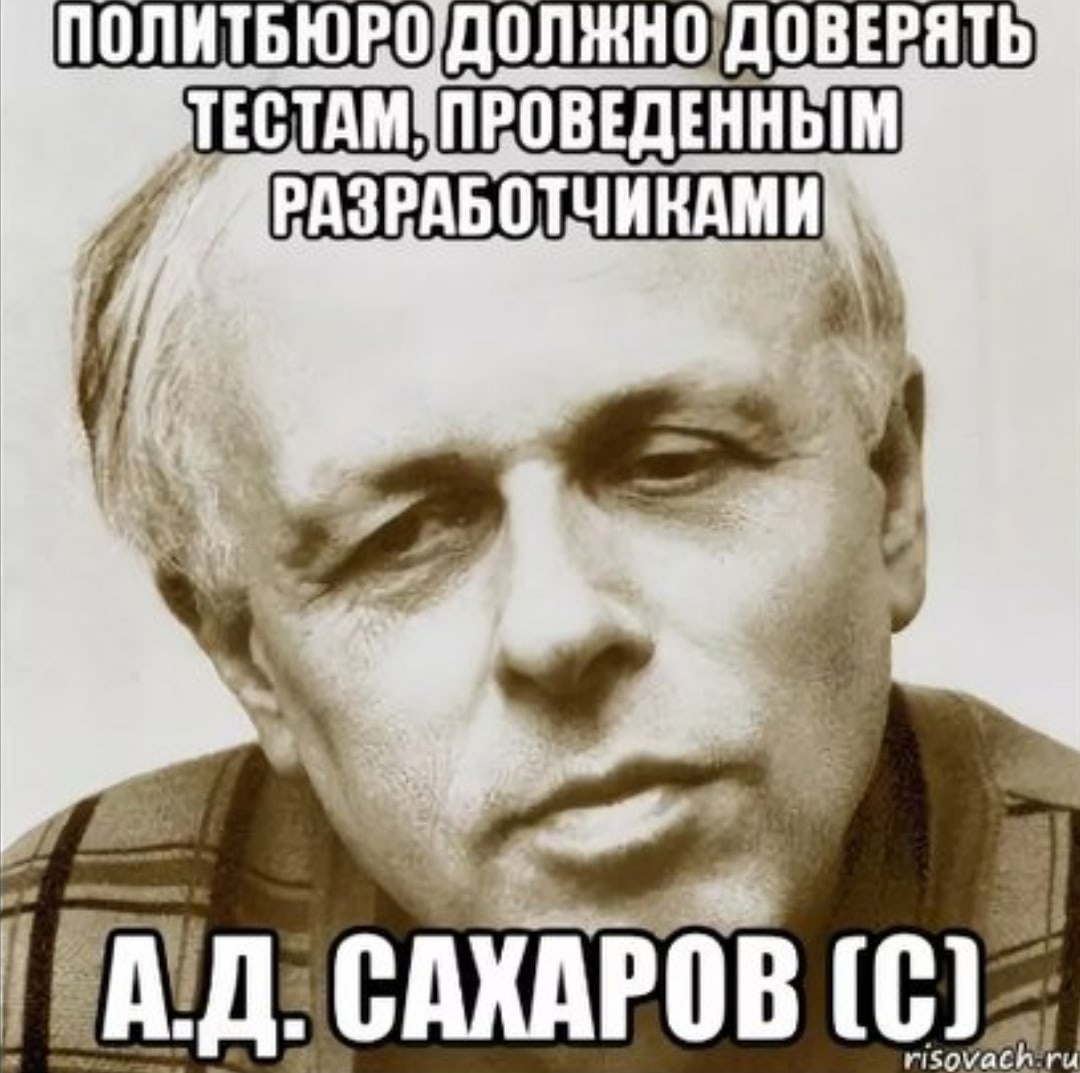 ПОЛИТБЮРО ДОЛЖНО ДОВЕРЯТЬ
ТЕСТАМ, ПРОВЕДЕННЫМ
РАЗРАБОТЧИКАМИ
А.Д. САХАРОВ (С)
risovach.ru